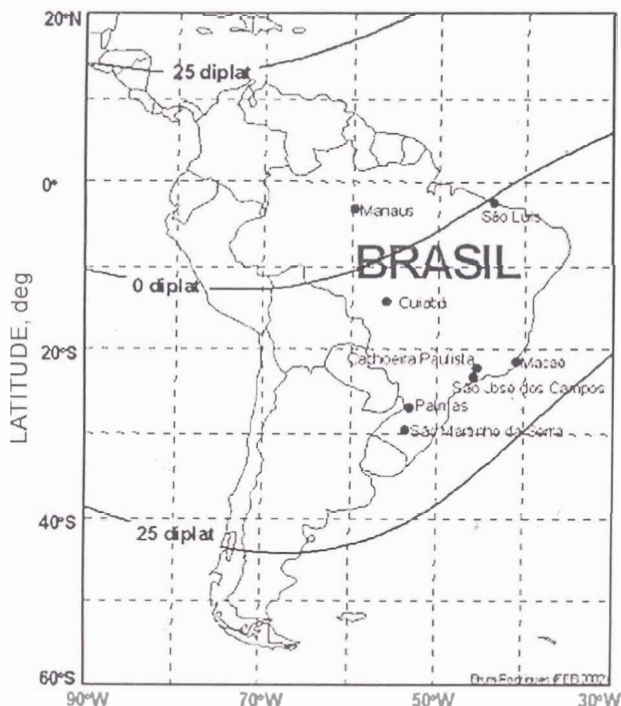 20°N
25 diplat
0°
Manaus
São Luís
BRASIL
0 diplat
Cuiabá
LATITUDE, deg
20°S
Cachoeira Paulista
Macaé
São José dos Campos
Palmas
São Martinho da Serra
40°S
25 diplat
60°S
90°W
70°W
50°W
30°W